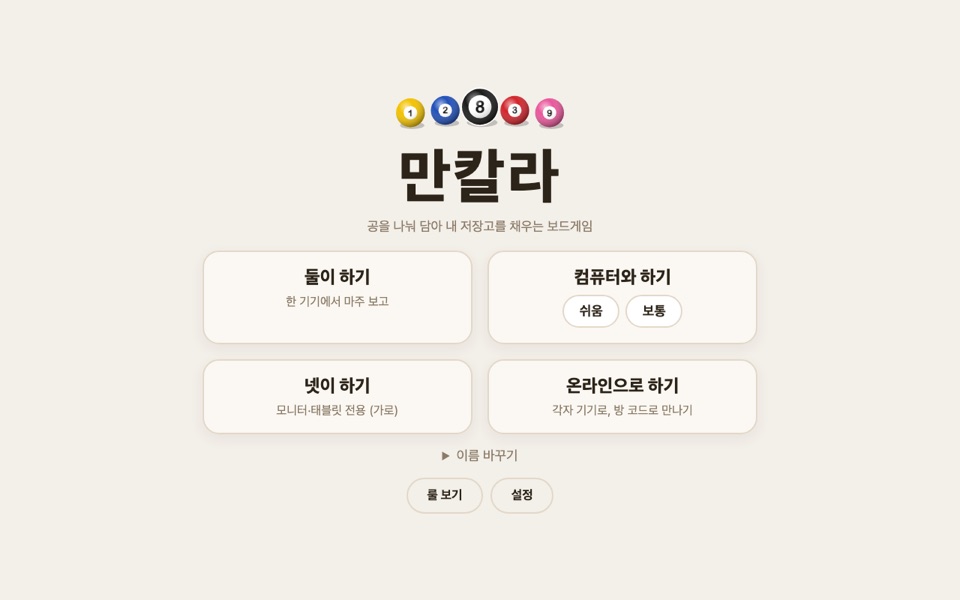 1 2 8 3 9
만칼라
공을 나눠 담아 내 저장고를 채우는 보드게임
둘이 하기
한 기기에서 마주 보고
컴퓨터와 하기
쉬움 보통
넷이 하기
모니터·태블릿 전용 (가로)
온라인으로 하기
각자 기기로, 방 코드로 만나기
▶ 이름 바꾸기
룰 보기 설정